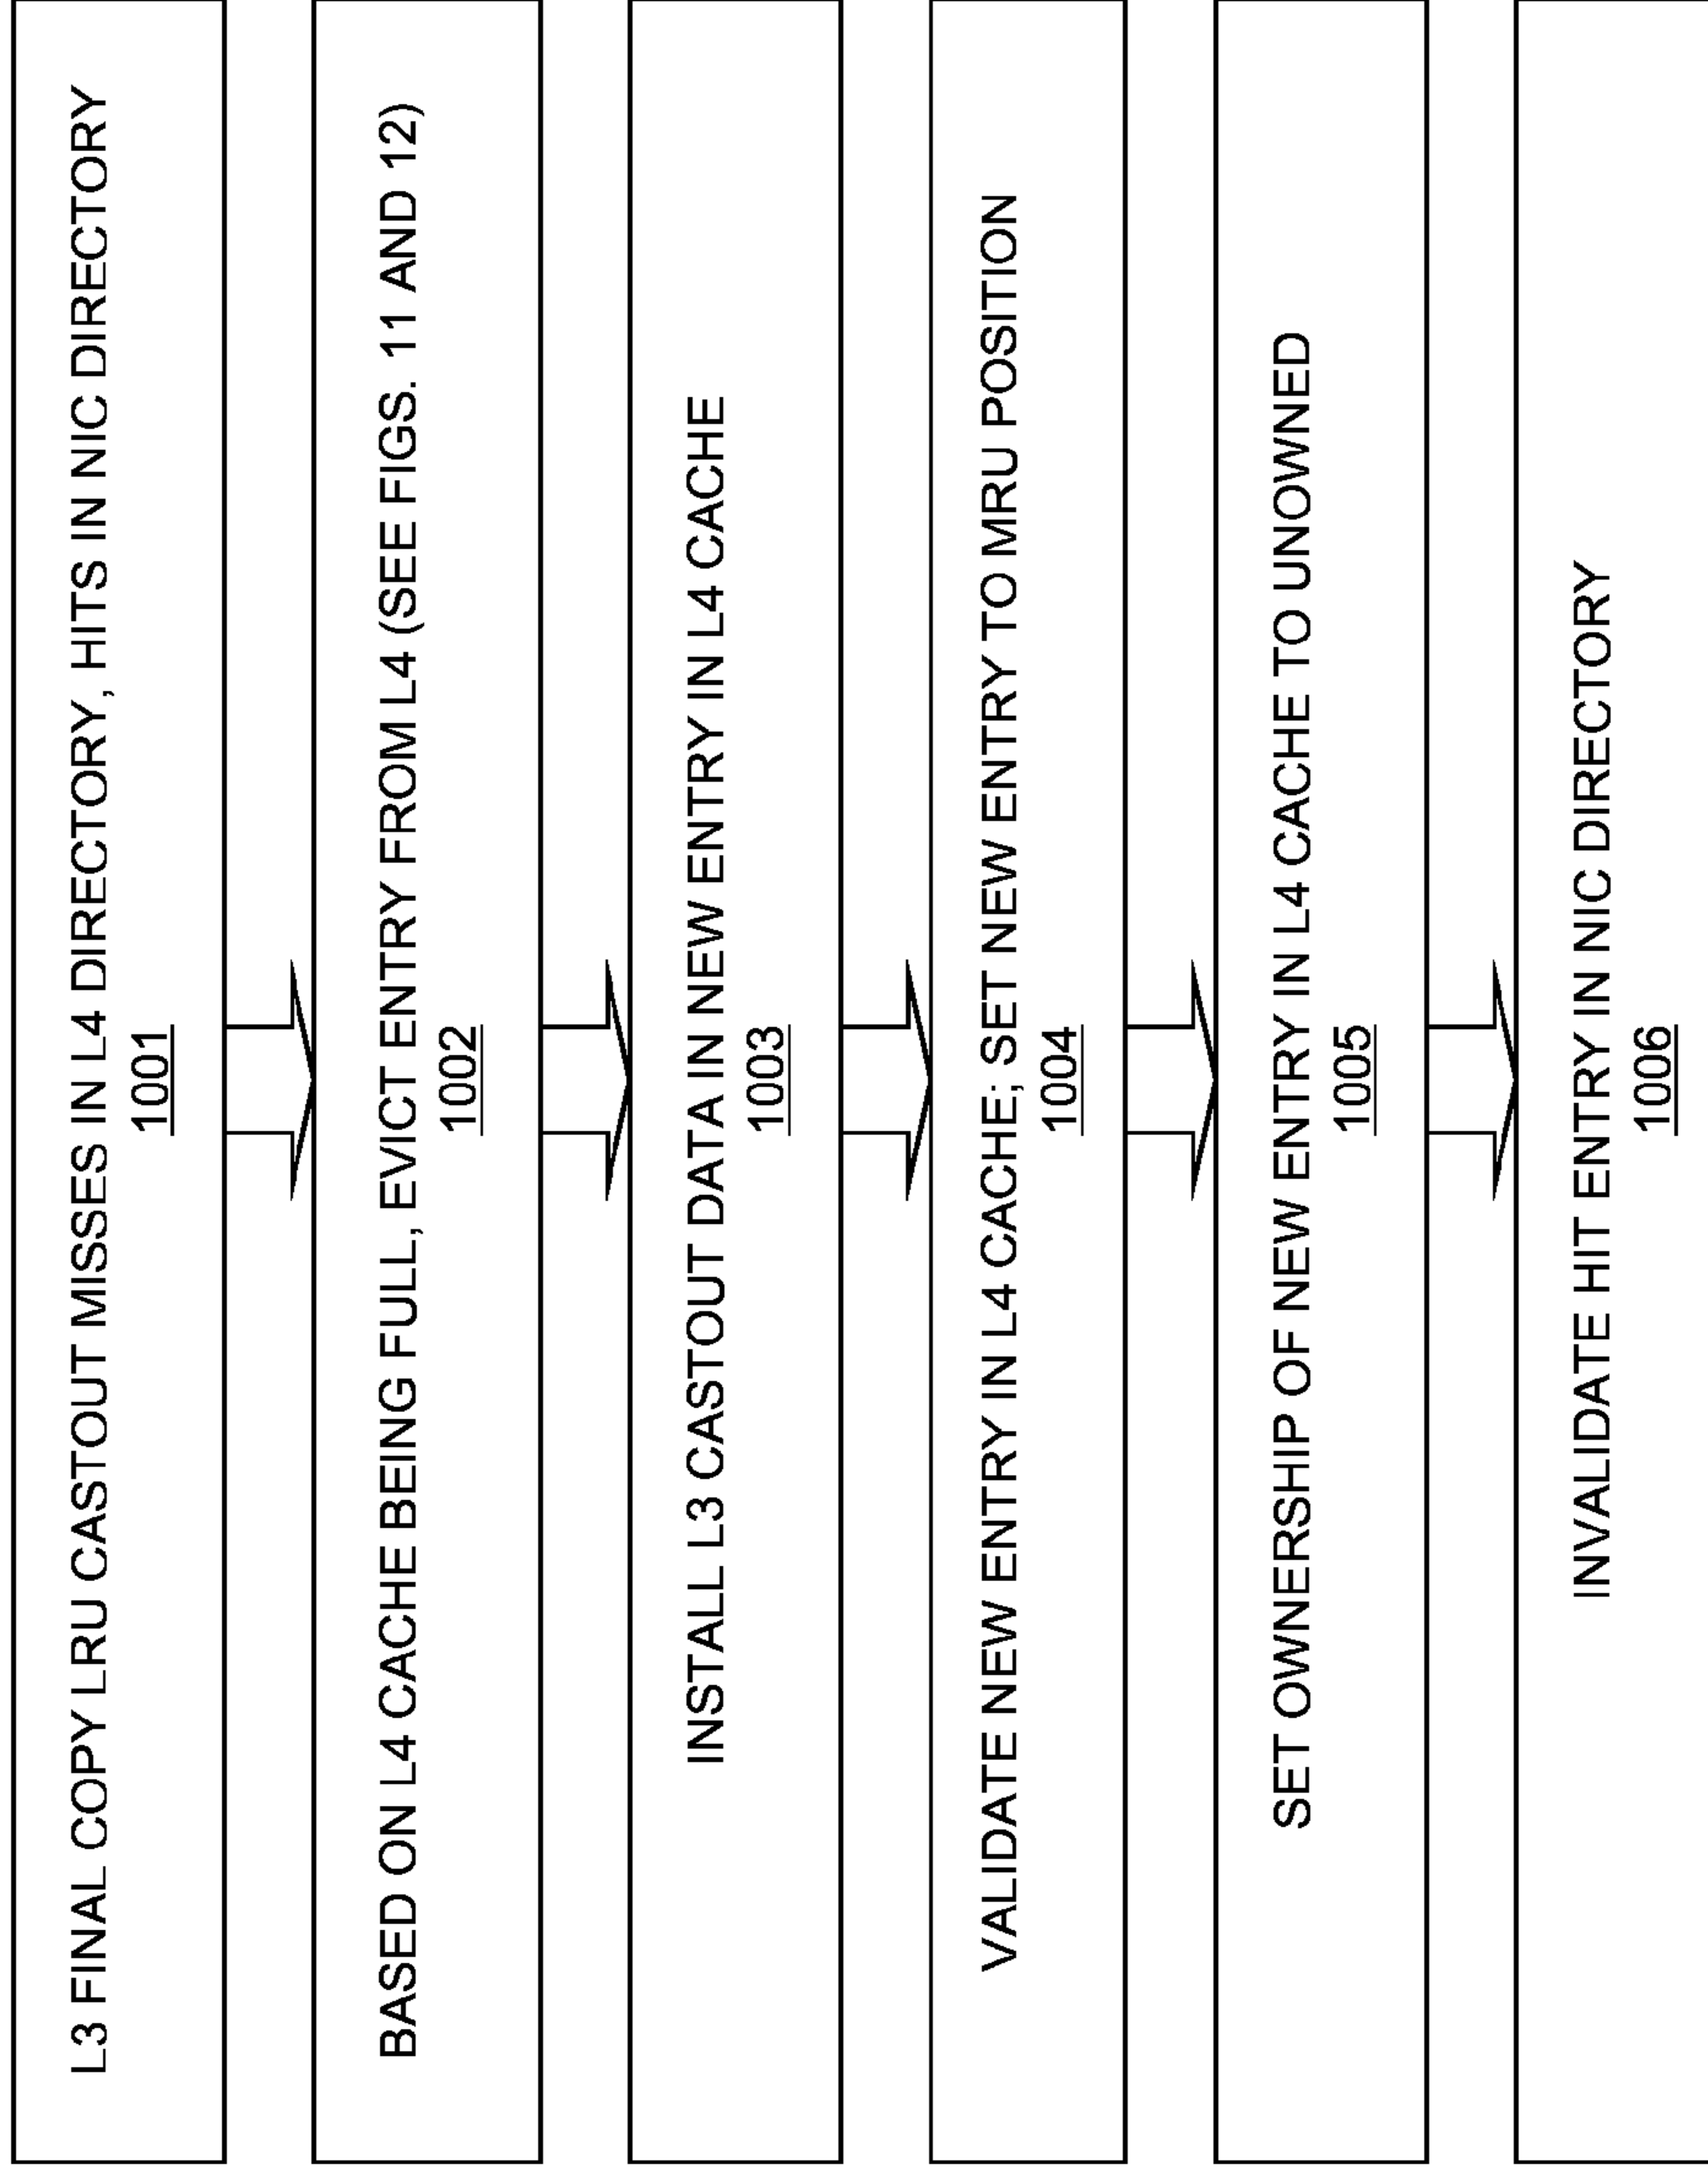 L3 FINAL COPY LRU CASTOUT MISSES IN L4 DIRECTORY, HITS IN NIC DIRECTORY
1001
BASED ON L4 CACHE BEING FULL, EVICT ENTRY FROM L4 (SEE FIGS. 11 AND 12)
1002
INSTALL L3 CASTOUT DATA IN NEW ENTRY IN L4 CACHE
1003
VALIDATE NEW ENTRY IN L4 CACHE; SET NEW ENTRY TO MRU POSITION
1004
SET OWNERSHIP OF NEW ENTRY IN L4 CACHE TO UNOWNED
1005
INVALIDATE HIT ENTRY IN NIC DIRECTORY
1006